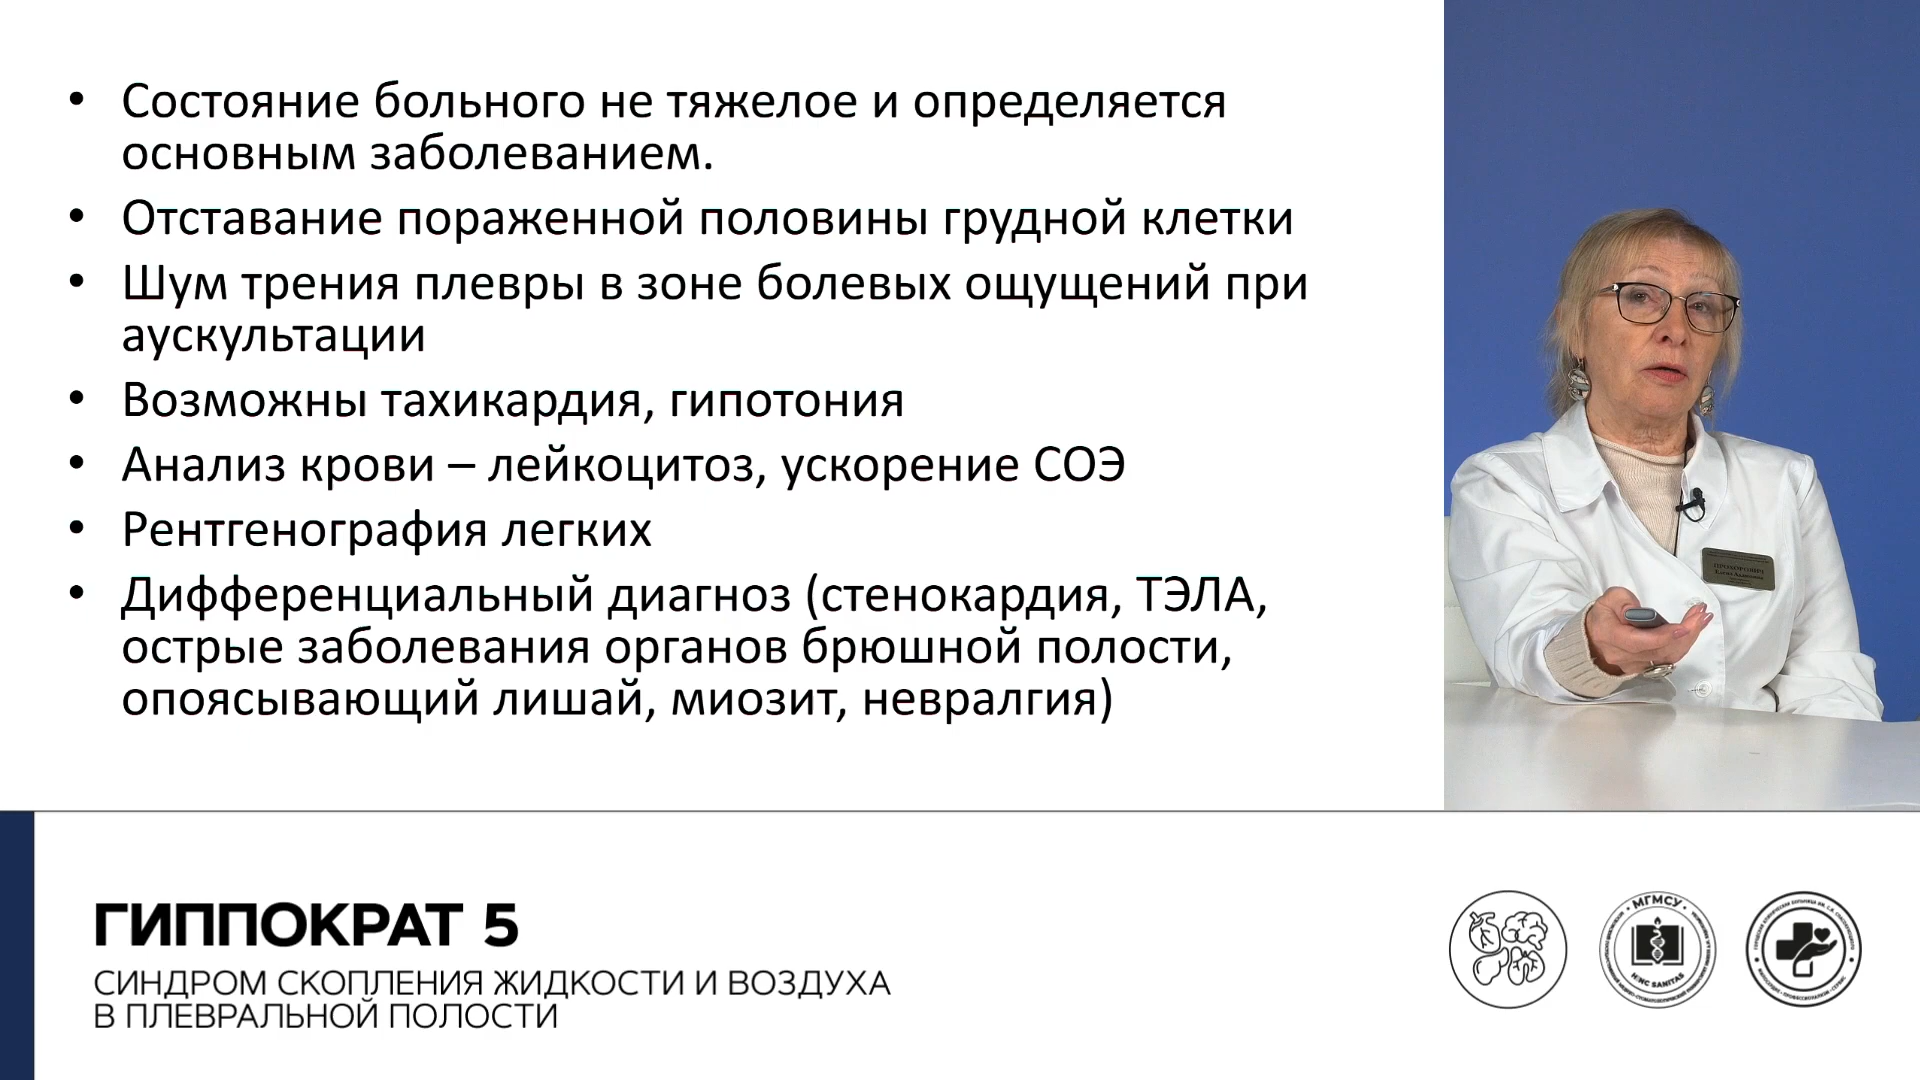 • Состояние больного не тяжелое и определяется
основным заболеванием.
• Отставание пораженной половины грудной клетки
• Шум трения плевры в зоне болевых ощущений при
аускультации
• Возможны тахикардия, гипотония
• Анализ крови – лейкоцитоз, ускорение СОЭ
• Рентгенография легких
• Дифференциальный диагноз (стенокардия, ТЭЛА,
острые заболевания органов брюшной полости,
опоясывающий лишай, миозит, невралгия)
ГИППОКРАТ 5
СИНДРОМ СКОПЛЕНИЯ ЖИДКОСТИ И ВОЗДУХА
В ПЛЕВРАЛЬНОЙ ПОЛОСТИ
МГМСУ
HINC SANITAS